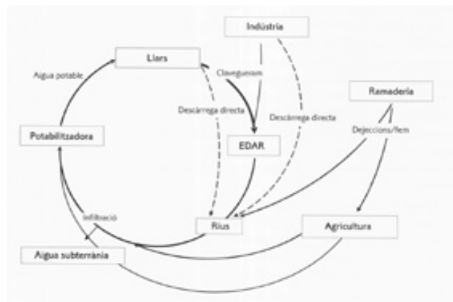 Indústria
Llars
Clavegueram
Aigua potable
Ramaderia
Descàrrega directa
Descàrrega directa
Dejeccions/fem
Potabilitzadora
EDAR
Infiltració
Rius
Agricultura
Aigua subterrània